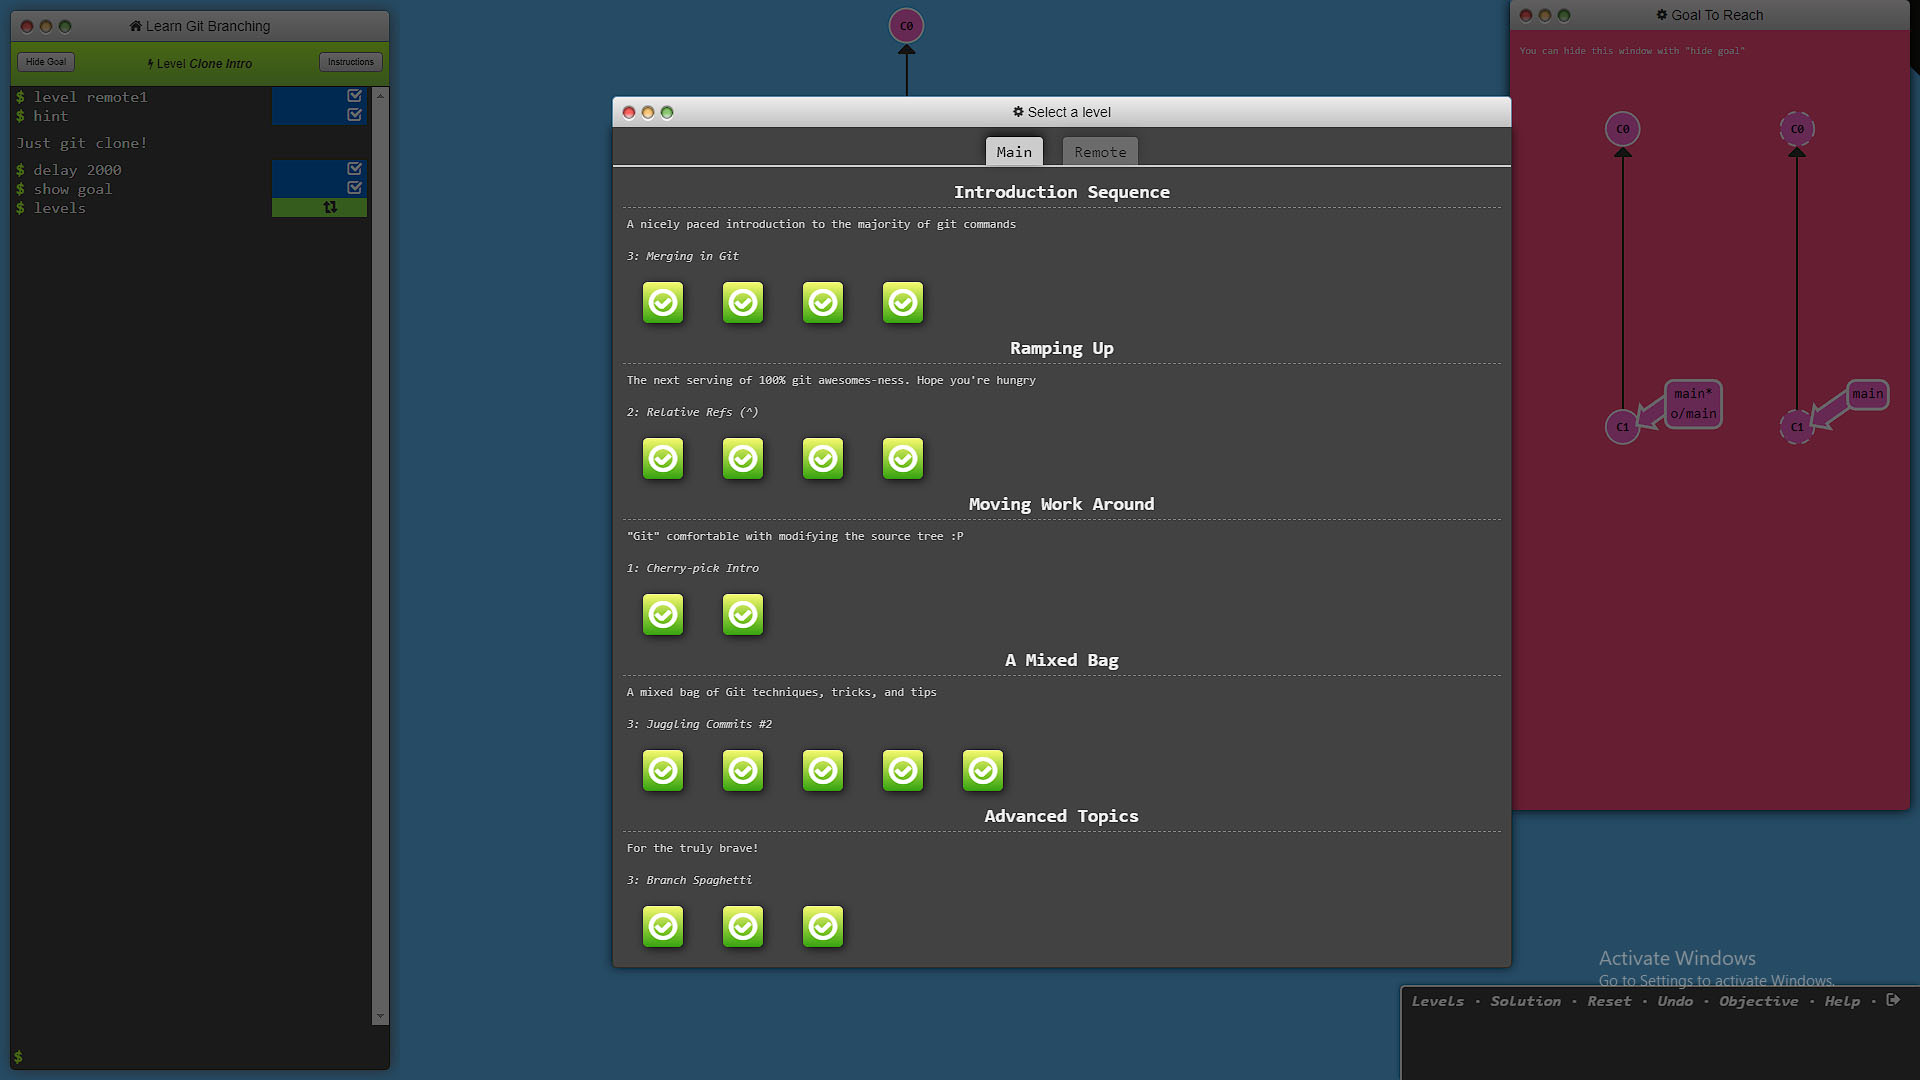 Learn Git Branching
Hide Goal
Level Clone Intro
Instructions
$ level remote1
$ hint
Just git clone!
$ delay 2000
$ show goal
$ levels
$
C0
Select a level
Main
Remote
Introduction Sequence
A nicely paced introduction to the majority of git commands
3: Merging in Git
Ramping Up
The next serving of 100% git awesomes-ness. Hope you're hungry
2: Relative Refs (^)
Moving Work Around
"Git" comfortable with modifying the source tree :P
1: Cherry-pick Intro
A Mixed Bag
A mixed bag of Git techniques, tricks, and tips
3: Juggling Commits #2
Advanced Topics
For the truly brave!
3: Branch Spaghetti
Goal To Reach
You can hide this window with "hide goal"
C0
C0
main*
o/main
main
C1
C1
Activate Windows
Go to Settings to activate Windows.
Levels · Solution · Reset · Undo · Objective · Help ·